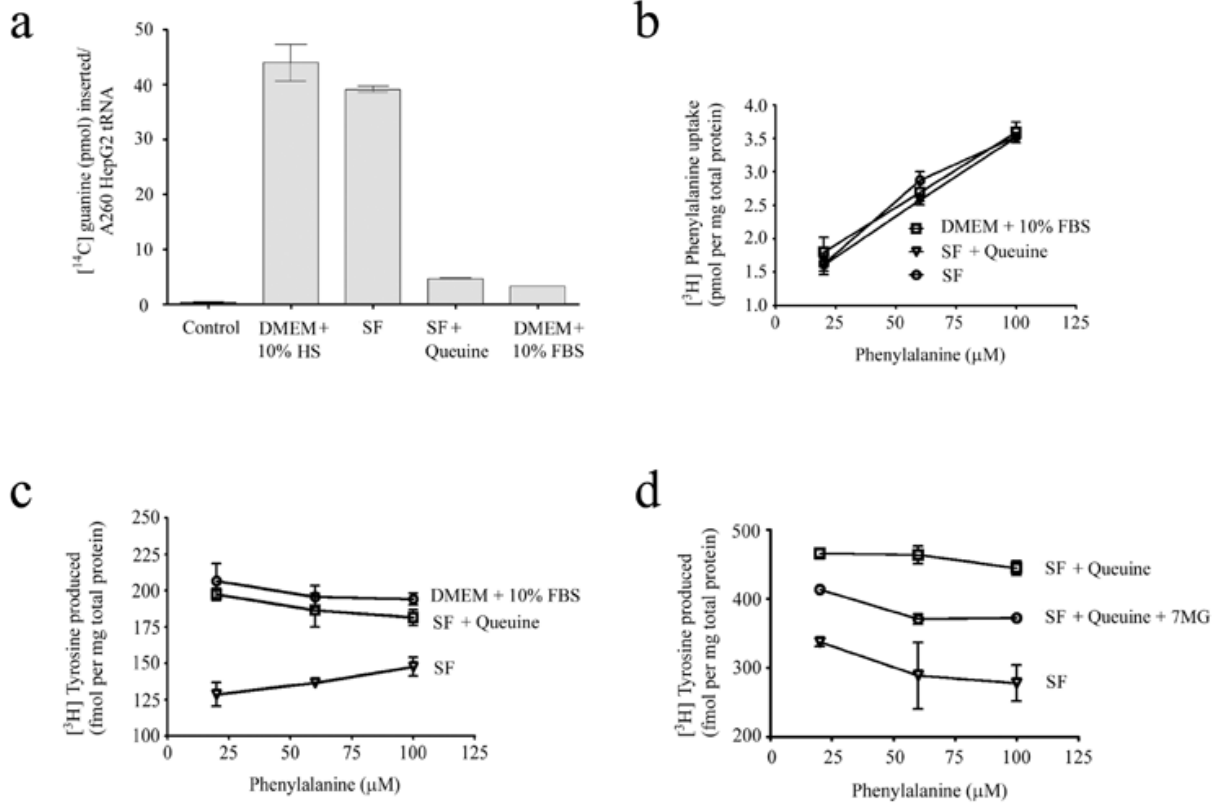 a
[¹⁴C] guanine (pmol) inserted/
A260 HepG2 tRNA
50
40
30
20
10
0
Control
DMEM+
10% HS
SF
SF +
Queuine
DMEM+
10% FBS
b
[³H] Phenylalanine uptake
(pmol per mg total protein)
4.0
3.5
3.0
2.5
2.0
1.5
1.0
DMEM + 10% FBS
SF + Queuine
SF
0 25 50 75 100 125
Phenylalanine (μM)
c
[³H] Tyrosine produced
(fmol per mg total protein)
250
225
200
175
150
125
100
DMEM + 10% FBS
SF + Queuine
SF
0 25 50 75 100 125
Phenylalanine (μM)
d
[³H] Tyrosine produced
(fmol per mg total protein)
500
400
300
200
SF + Queuine
SF + Queuine + 7MG
SF
0 25 50 75 100 125
Phenylalanine (μM)